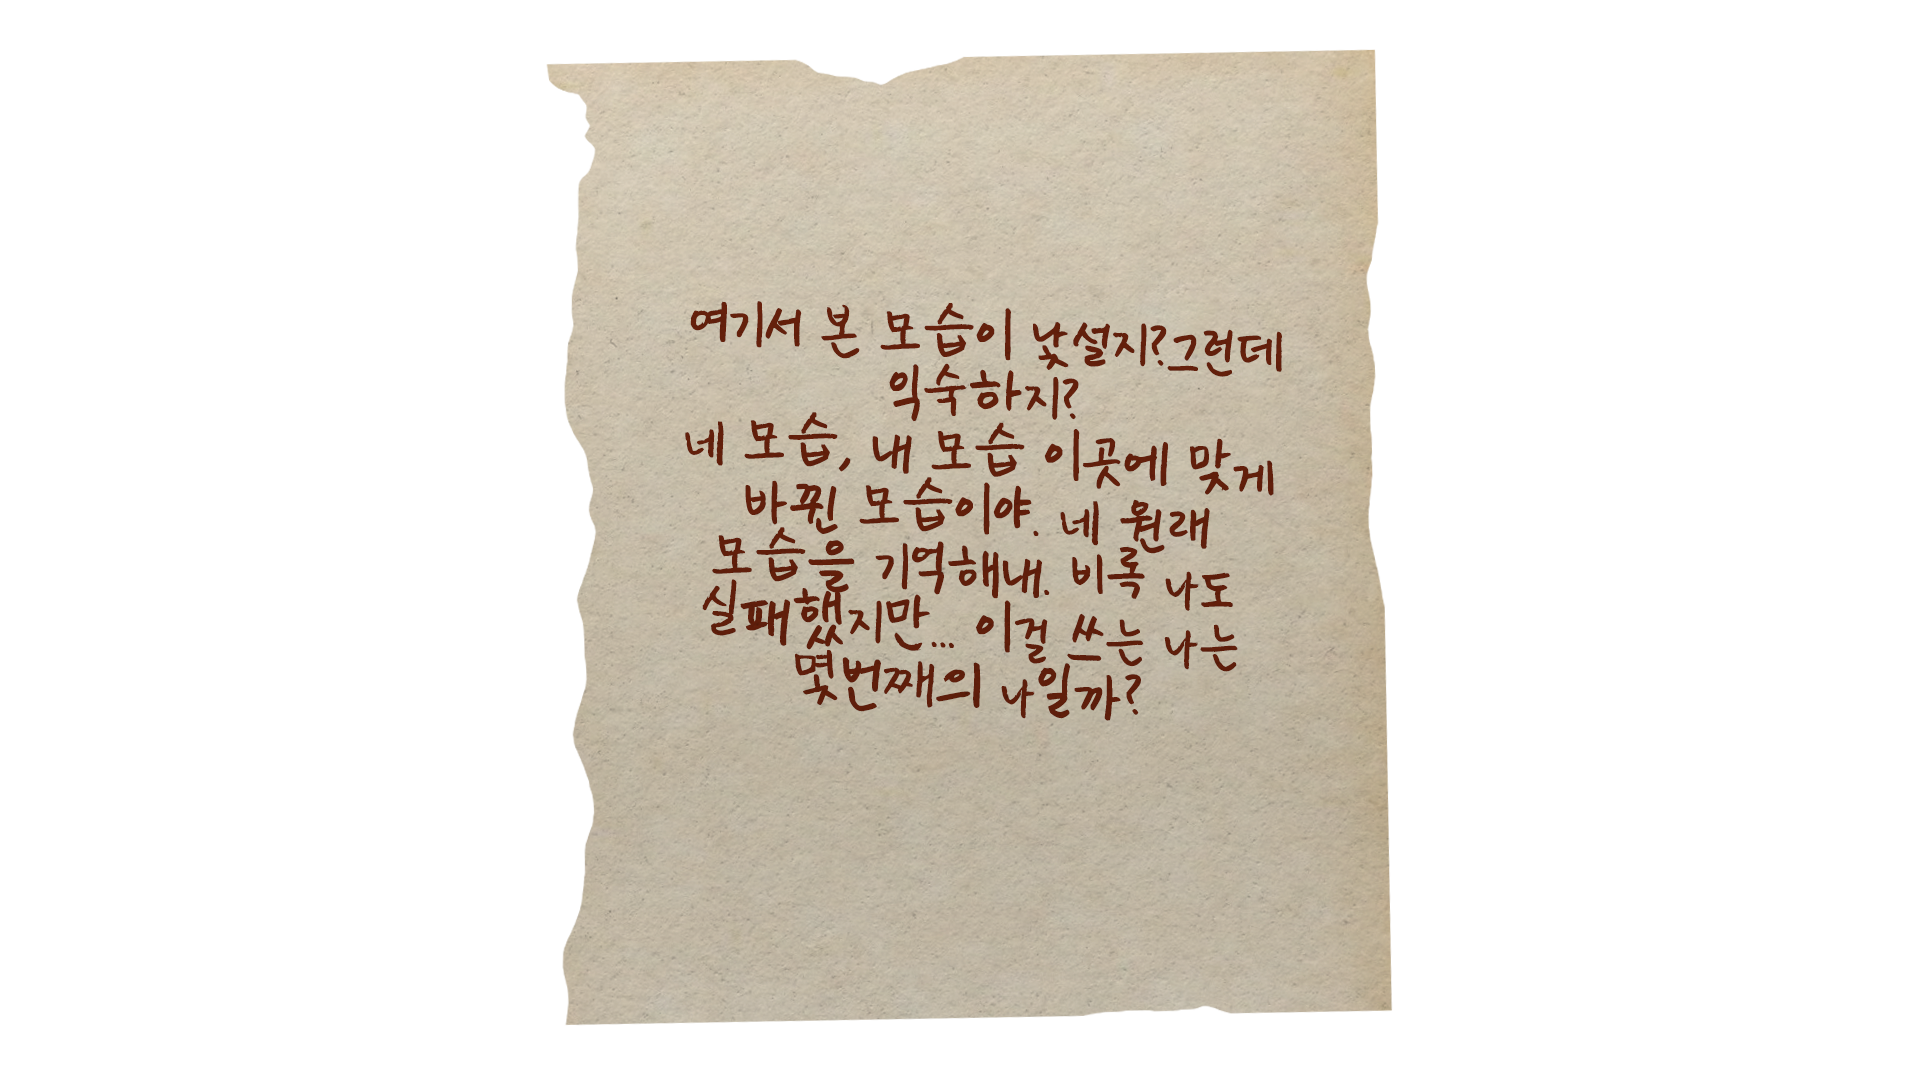 여기서 본 모습이 낯설지?그런데
익숙하지?
네 모습, 내 모습 이곳에 맞게
바뀐 모습이야. 네 원래
모습을 기억해내. 비록 나도
실패했지만... 이걸 쓰는 나는
몇번째의 나일까?